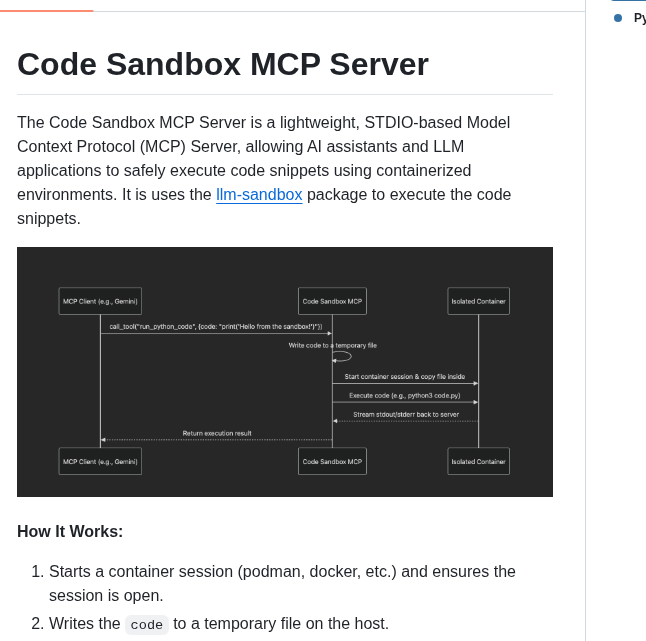 Py
Code Sandbox MCP Server
The Code Sandbox MCP Server is a lightweight, STDIO-based Model
Context Protocol (MCP) Server, allowing AI assistants and LLM
applications to safely execute code snippets using containerized
environments. It is uses the llm-sandbox package to execute the code
snippets.
MCP Client (e.g., Gemini)
Code Sandbox MCP
Isolated Container
call_tool("run_python_code", {code: "print('Hello from the sandbox!')"})
Write code to a temporary file
Start container session & copy file inside
Execute code (e.g., python3 code.py)
Stream stdout/stderr back to server
Return execution result
MCP Client (e.g., Gemini)
Code Sandbox MCP
Isolated Container
How It Works:
1. Starts a container session (podman, docker, etc.) and ensures the
session is open.
2. Writes the code to a temporary file on the host.